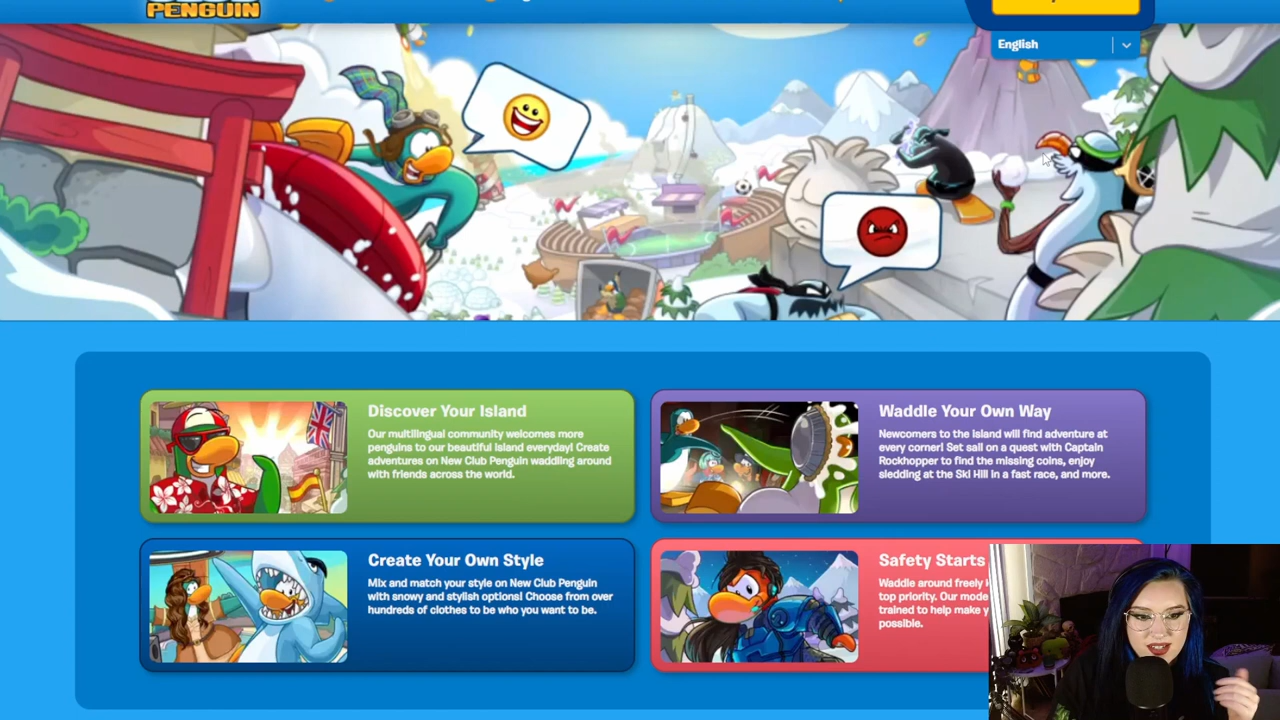 PENGUIN
English
Discover Your Island
Our multilingual community welcomes more
penguins to our beautiful island everyday! Create
adventures on New Club Penguin waddling around
with friends across the world.
Waddle Your Own Way
Newcomers to the island will find adventure at
every corner! Set sail on a quest with Captain
Rockhopper to find the missing coins, enjoy
sledding at the Ski Hill in a fast race, and more.
Create Your Own Style
Mix and match your style on New Club Penguin
with snowy and stylish options! Choose from over
hundreds of clothes to be who you want to be.
Safety Starts
Waddle around freely
top priority. Our mode
trained to help make y
possible.